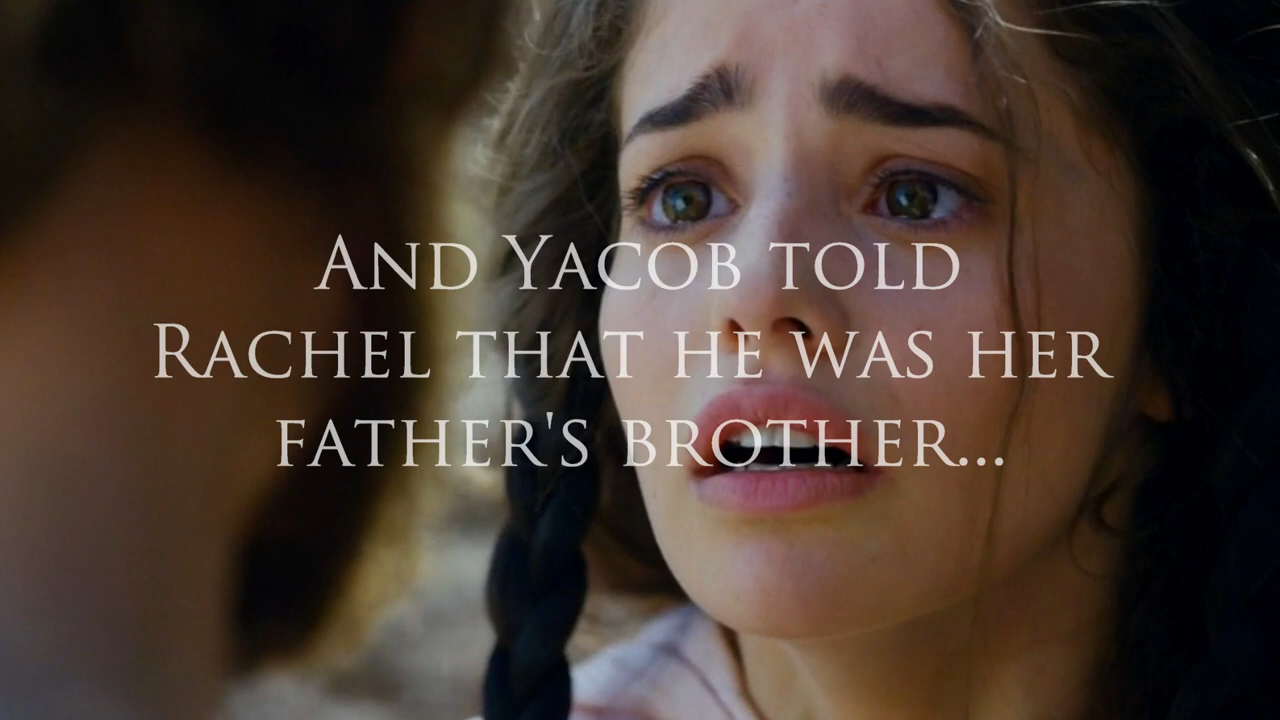 And Yacob told
Rachel that he was her
father's brother...